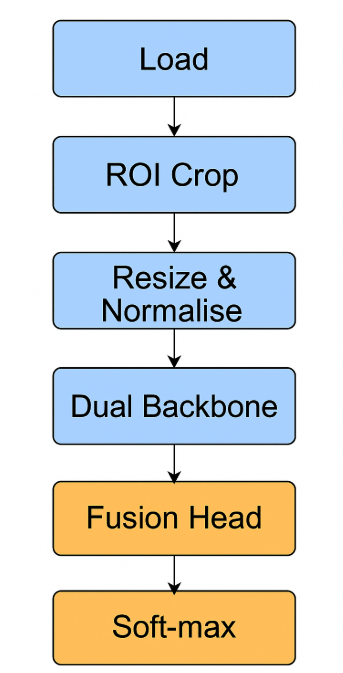 Load
ROI Crop
Resize &
Normalise
Dual Backbone
Fusion Head
Soft-max